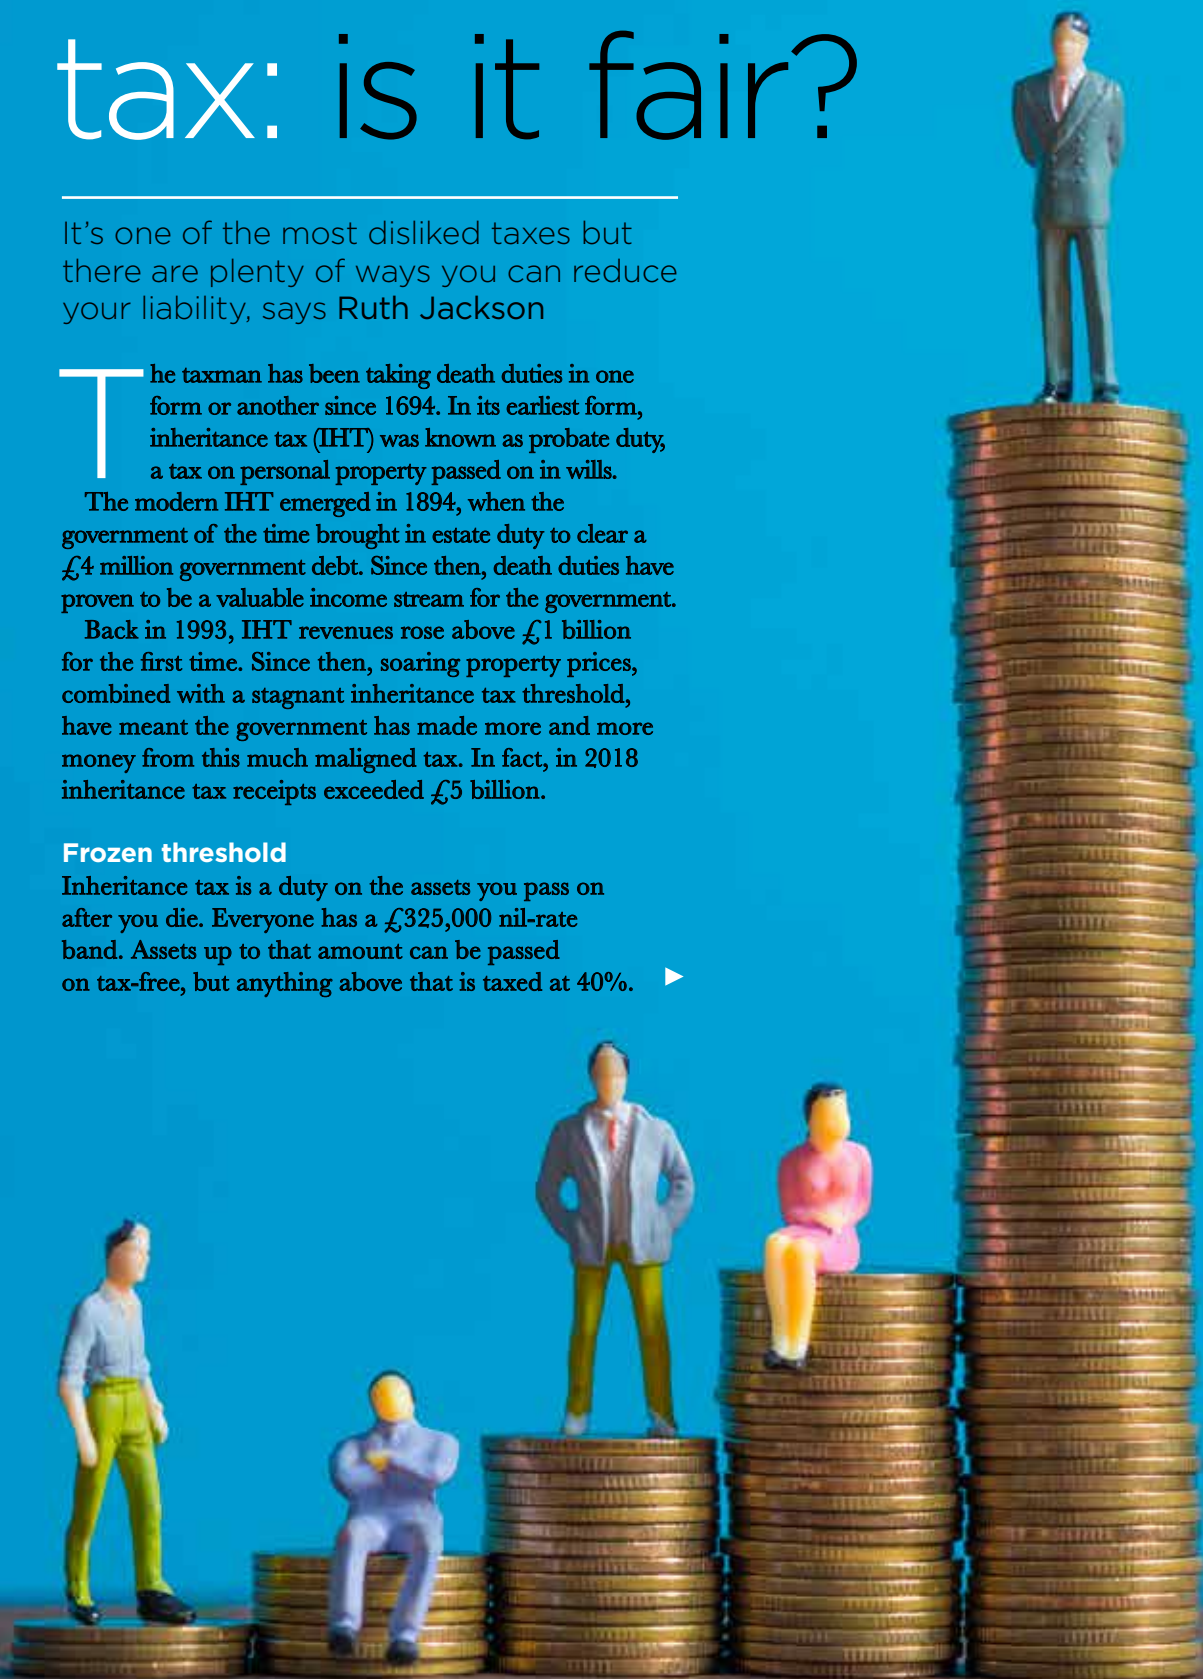 tax: is it fair?
It's one of the most disliked taxes but
there are plenty of ways you can reduce
your liability, says Ruth Jackson
The taxman has been taking death duties in one
form or another since 1694. In its earliest form,
inheritance tax (IHT) was known as probate duty,
a tax on personal property passed on in wills.
The modern IHT emerged in 1894, when the
government of the time brought in estate duty to clear a
£4 million government debt. Since then, death duties have
proven to be a valuable income stream for the government.
Back in 1993, IHT revenues rose above £1 billion
for the first time. Since then, soaring property prices,
combined with a stagnant inheritance tax threshold,
have meant the government has made more and more
money from this much maligned tax. In fact, in 2018
inheritance tax receipts exceeded £5 billion.
Frozen threshold
Inheritance tax is a duty on the assets you pass on
after you die. Everyone has a £325,000 nil-rate
band. Assets up to that amount can be passed
on tax-free, but anything above that is taxed at 40%.